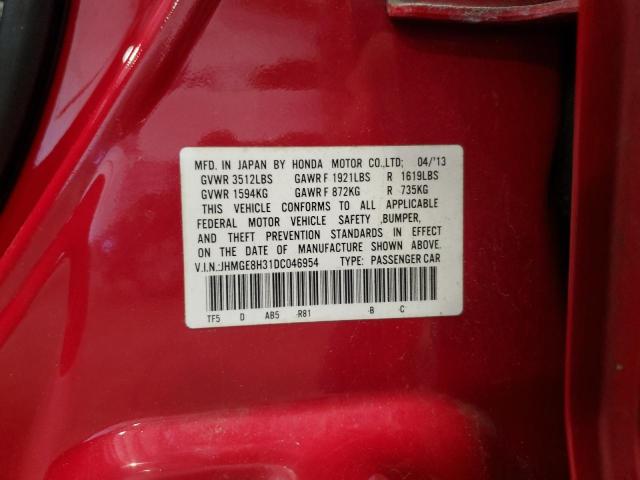 MFD. IN JAPAN BY HONDA MOTOR CO.,LTD; 04/'13
GVWR 3512LBS GAWR F 1921LBS R 1619LBS
GVWR 1594KG GAWR F 872KG R 735KG
THIS VEHICLE CONFORMS TO ALL APPLICABLE
FEDERAL MOTOR VEHICLE SAFETY ,BUMPER,
AND THEFT PREVENTION STANDARDS IN EFFECT
ON THE DATE OF MANUFACTURE SHOWN ABOVE.
V.I.N.:JHMGE8H31DC046954 TYPE: PASSENGER CAR
TF5 D AB5 -R81 -B -C